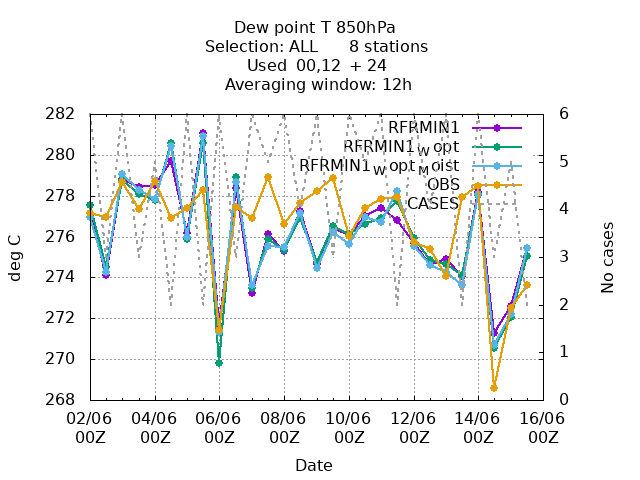 Dew point T 850hPa
Selection: ALL 8 stations
Used 00,12 + 24
Averaging window: 12h
282
280
278
276
274
272
270
268
deg C
6
5
4
3
2
1
0
No cases
RFRMIN1
RFRMIN1_W opt
RFRMIN1_W opt_M oist
OBS
CASES
02/06 04/06 06/06 08/06 10/06 12/06 14/06 16/06
00Z 00Z 00Z 00Z 00Z 00Z 00Z 00Z
Date